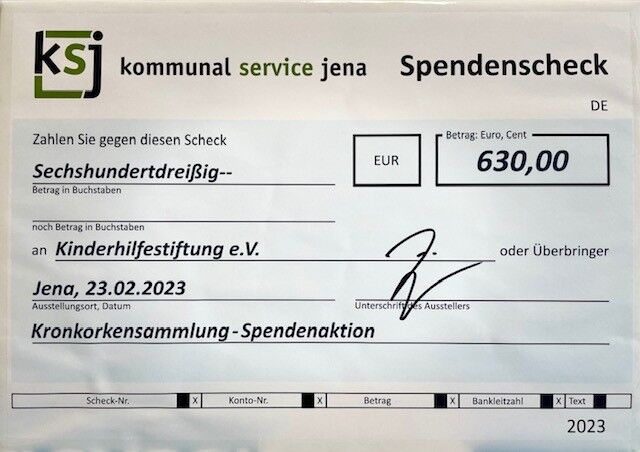 ksj kommunal service jena Spendenscheck
DE
Zahlen Sie gegen diesen Scheck
EUR
Betrag: Euro, Cent
630,00
Sechshundertdreißig--
Betrag in Buchstaben
noch Betrag in Buchstaben
an Kinderhilfestiftung e.V. oder Überbringer
Jena, 23.02.2023
Ausstellungsort, Datum
Unterschrift des Ausstellers
Kronkorkensammlung - Spendenaktion
Scheck-Nr. X Konto-Nr. X Betrag X Bankleitzahl X Text
2023